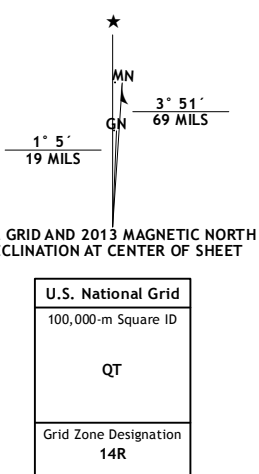 ★
MN
3° 51´
GN
69 MILS
1° 5´
19 MILS
GRID AND 2013 MAGNETIC NORTH
CLINATION AT CENTER OF SHEET
U.S. National Grid
100,000-m Square ID
QT
Grid Zone Designation
14R